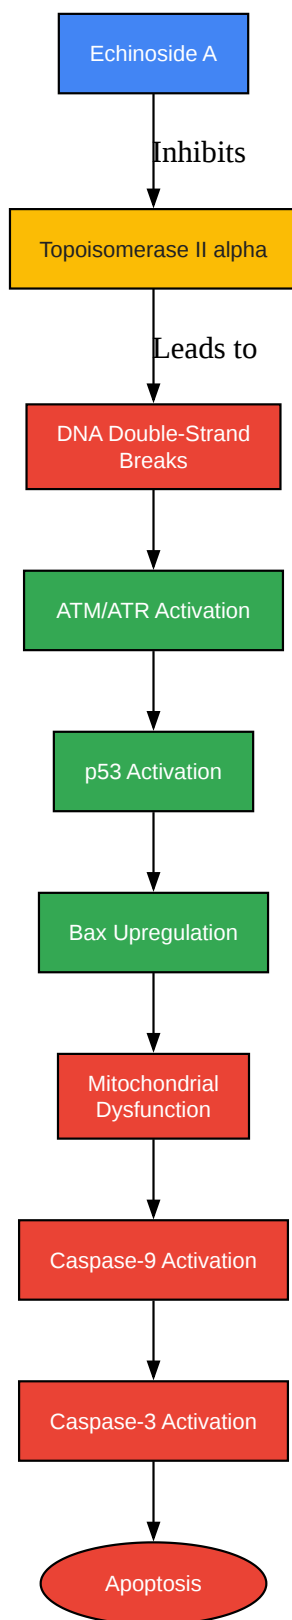 Echinoside A
Inhibits
Topoisomerase II alpha
Leads to
DNA Double-Strand
Breaks
ATM/ATR Activation
p53 Activation
Bax Upregulation
Mitochondrial
Dysfunction
Caspase-9 Activation
Caspase-3 Activation
Apoptosis